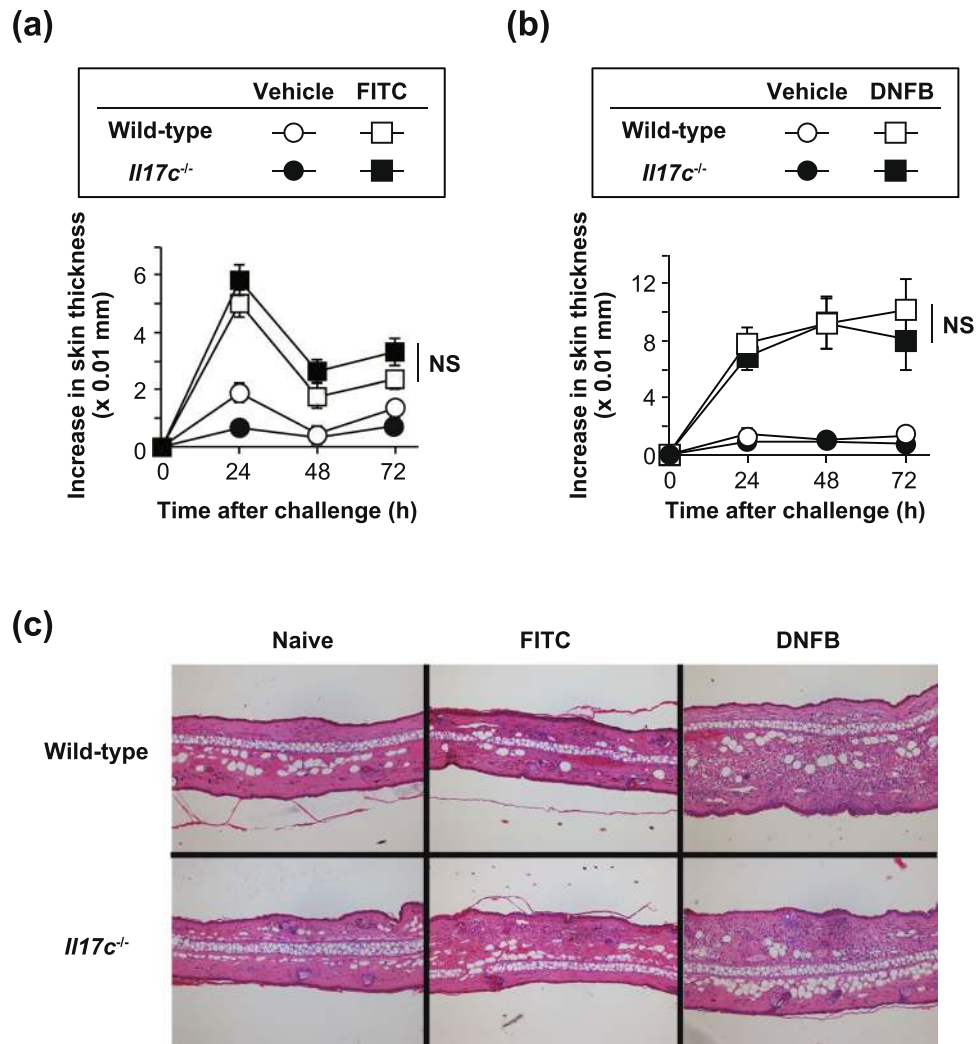 (a)
Vehicle FITC
Wild-type
Il17c-/-
Increase in skin thickness
(x 0.01 mm)
6
4
2
0
0 24 48 72
NS
Time after challenge (h)
(b)
Vehicle DNFB
Wild-type
Il17c-/-
Increase in skin thickness
(x 0.01 mm)
12
8
4
0
0 24 48 72
NS
Time after challenge (h)
(c)
Naive FITC DNFB
Wild-type
Il17c-/-